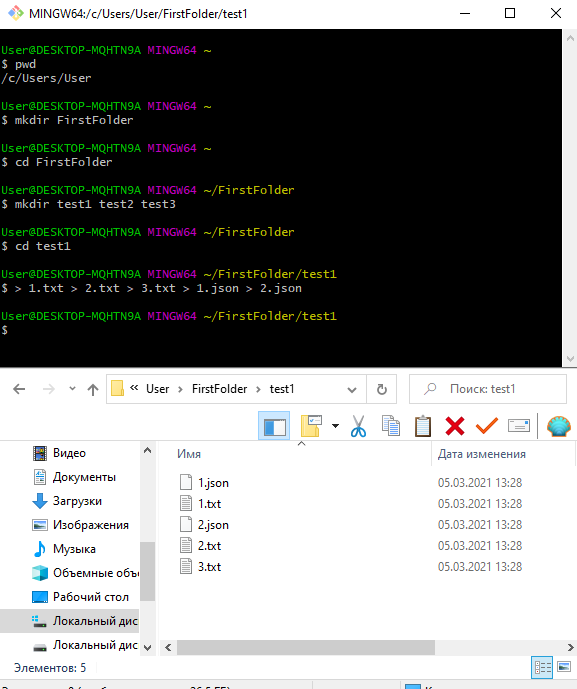 MINGW64:/c/Users/User/FirstFolder/test1
User@DESKTOP-MQHTN9A MINGW64 ~
$ pwd
/c/Users/User
User@DESKTOP-MQHTN9A MINGW64 ~
$ mkdir FirstFolder
User@DESKTOP-MQHTN9A MINGW64 ~
$ cd FirstFolder
User@DESKTOP-MQHTN9A MINGW64 ~/FirstFolder
$ mkdir test1 test2 test3
User@DESKTOP-MQHTN9A MINGW64 ~/FirstFolder
$ cd test1
User@DESKTOP-MQHTN9A MINGW64 ~/FirstFolder/test1
$ > 1.txt > 2.txt > 3.txt > 1.json > 2.json
User@DESKTOP-MQHTN9A MINGW64 ~/FirstFolder/test1
$
« User › FirstFolder › test1
Поиск: test1
Имя Дата изменения
Видео
Документы
Загрузки
Изображения
Музыка
Объемные объе
Рабочий стол
Локальный дис
Локальный дис
1.json 05.03.2021 13:28
1.txt 05.03.2021 13:28
2.json 05.03.2021 13:28
2.txt 05.03.2021 13:28
3.txt 05.03.2021 13:28
Элементов: 5